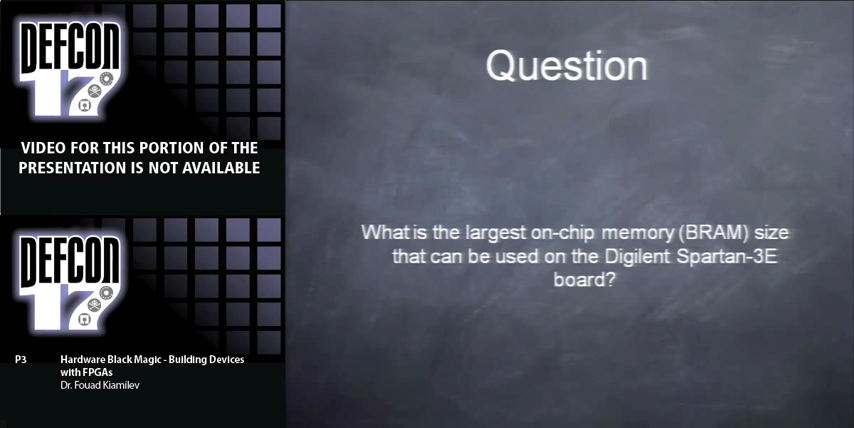 DEFCON
17
VIDEO FOR THIS PORTION OF THE
PRESENTATION IS NOT AVAILABLE
DEFCON
17
P3 Hardware Black Magic - Building Devices
with FPGAs
Dr. Fouad Kiamilev
Question
What is the largest on-chip memory (BRAM) size
that can be used on the Digilent Spartan-3E
board?